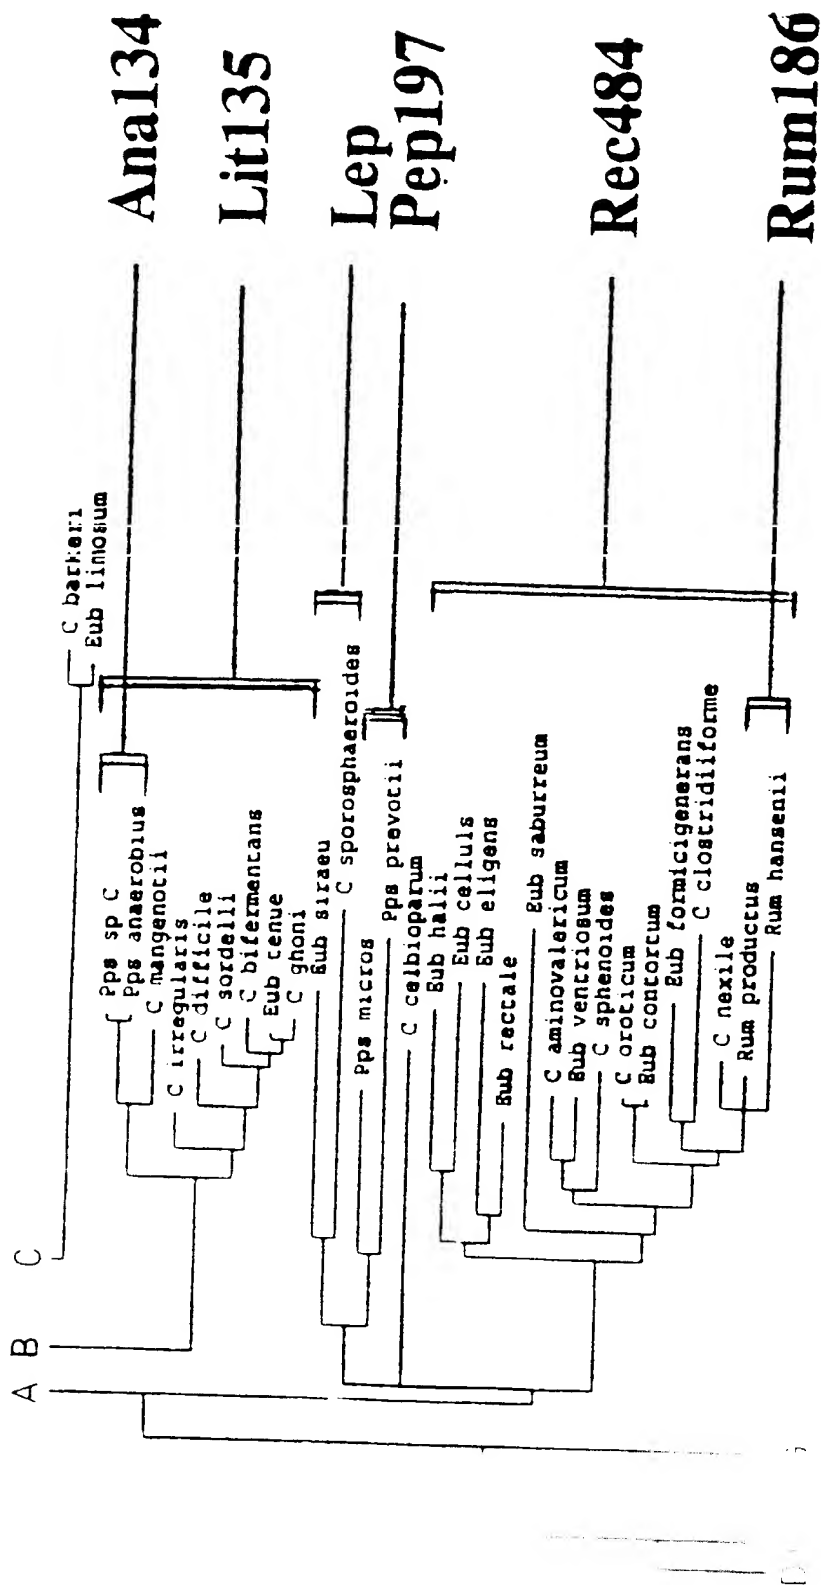 Ana134
Lit135
Lep
Pep197
Rec484
Rum186
C barkeri
Eub limosum
Pps sp C
Pps anaerobius
C mangenotii
C irregularis
C difficile
C sordelli
C bifermentans
Eub tenue
C ghoni
Eub siraeu
C sporosphaeroides
Pps micros
Pps prevotii
C celbioparum
Eub halii
Eub celluls
Eub eligens
Eub rectale
Eub saburreum
C aminovalericum
Eub ventriosum
C sphenoides
C oroticum
Eub contortum
Eub formicigenerans
C clostridiiforme
C nexile
Rum productus
Rum hansenii
C
B
A